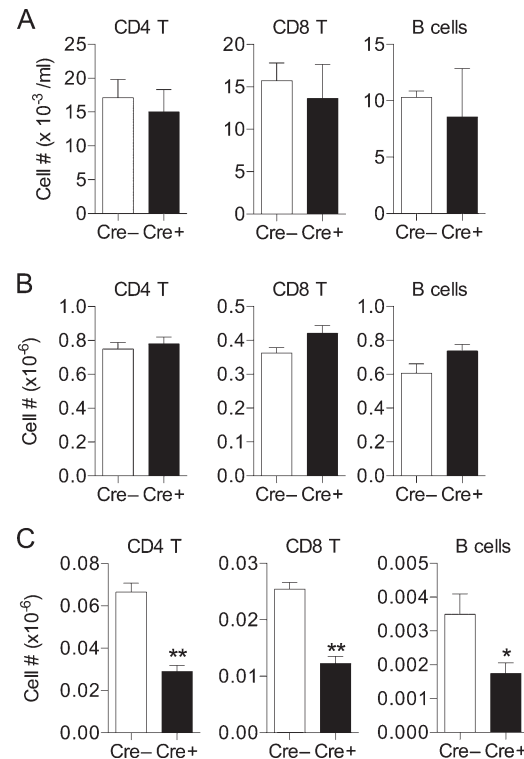 A
CD4 T
CD8 T
B cells
Cell # (x 10-3 /ml)
25
20
15
10
5
0
20
15
10
5
0
15
10
5
0
Cre– Cre+
Cre– Cre+
Cre– Cre+
B
CD4 T
CD8 T
B cells
Cell # (x10-6)
1.0
0.8
0.6
0.4
0.2
0.0
0.5
0.4
0.3
0.2
0.1
0.0
1.0
0.8
0.6
0.4
0.2
0.0
Cre– Cre+
Cre– Cre+
Cre– Cre+
C
CD4 T
CD8 T
B cells
Cell # (x10-6)
0.08
0.06
0.04
0.02
0.00
**
0.03
0.02
0.01
0.00
**
0.005
0.004
0.003
0.002
0.001
0.000
*
Cre– Cre+
Cre– Cre+
Cre– Cre+